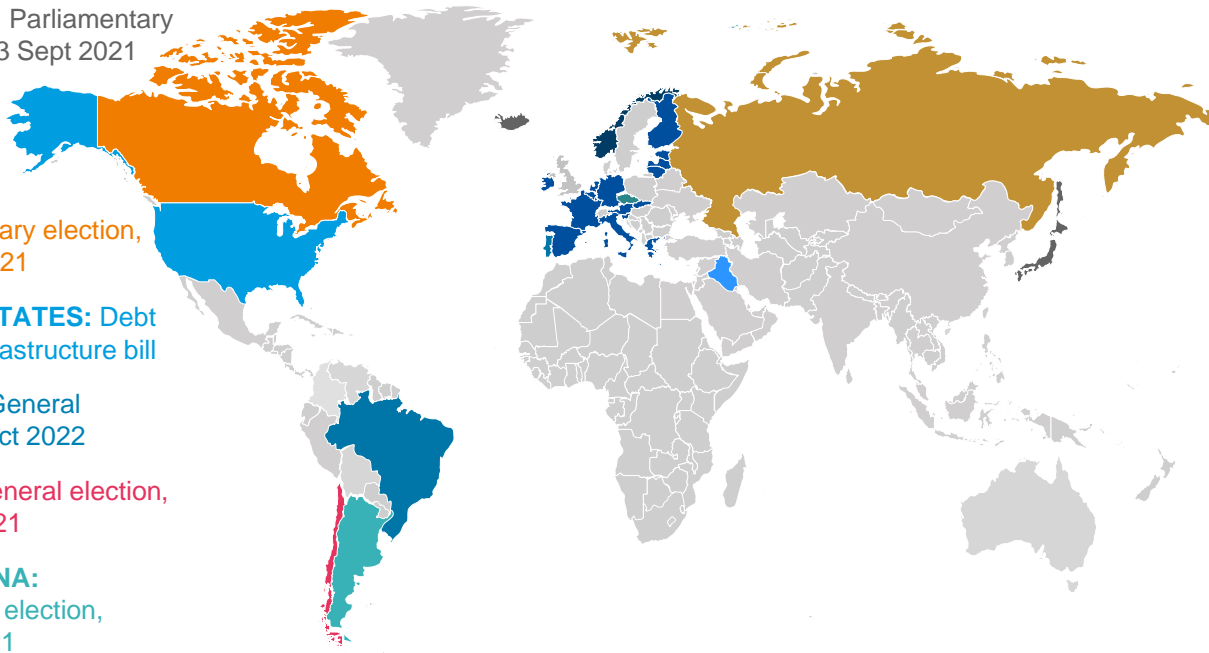 Parliamentary
3 Sept 2021
ary election,
21
TATES: Debt
rastructure bill
General
ct 2022
eneral election,
21
NA:
election,
1